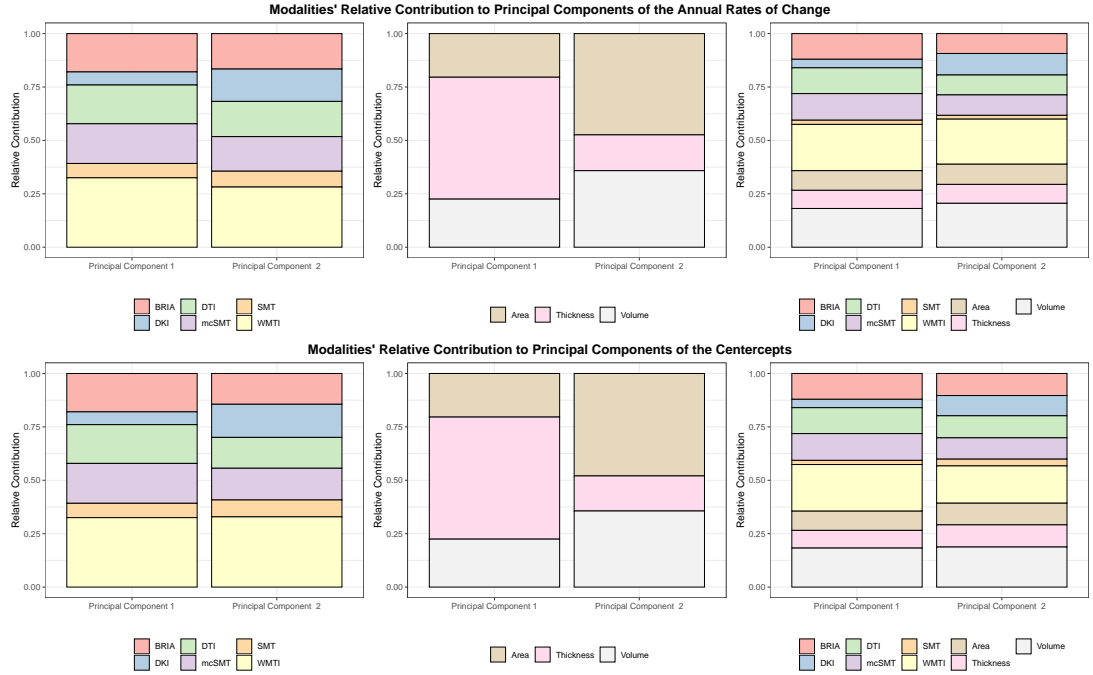 Modalities' Relative Contribution to Principal Components of the Annual Rates of Change
Relative Contribution
1.00
0.75
0.50
0.25
0.00
Principal Component 1
Principal Component  2
BRIA DTI SMT
DKI mcSMT WMTI
Relative Contribution
1.00
0.75
0.50
0.25
0.00
Principal Component 1
Principal Component  2
Area Thickness Volume
Relative Contribution
1.00
0.75
0.50
0.25
0.00
Principal Component 1
Principal Component  2
BRIA DTI SMT Area Volume
DKI mcSMT WMTI Thickness
Modalities' Relative Contribution to Principal Components of the Centercepts
Relative Contribution
1.00
0.75
0.50
0.25
0.00
Principal Component 1
Principal Component  2
BRIA DTI SMT
DKI mcSMT WMTI
Relative Contribution
1.00
0.75
0.50
0.25
0.00
Principal Component 1
Principal Component  2
Area Thickness Volume
Relative Contribution
1.00
0.75
0.50
0.25
0.00
Principal Component 1
Principal Component  2
BRIA DTI SMT Area Volume
DKI mcSMT WMTI Thickness